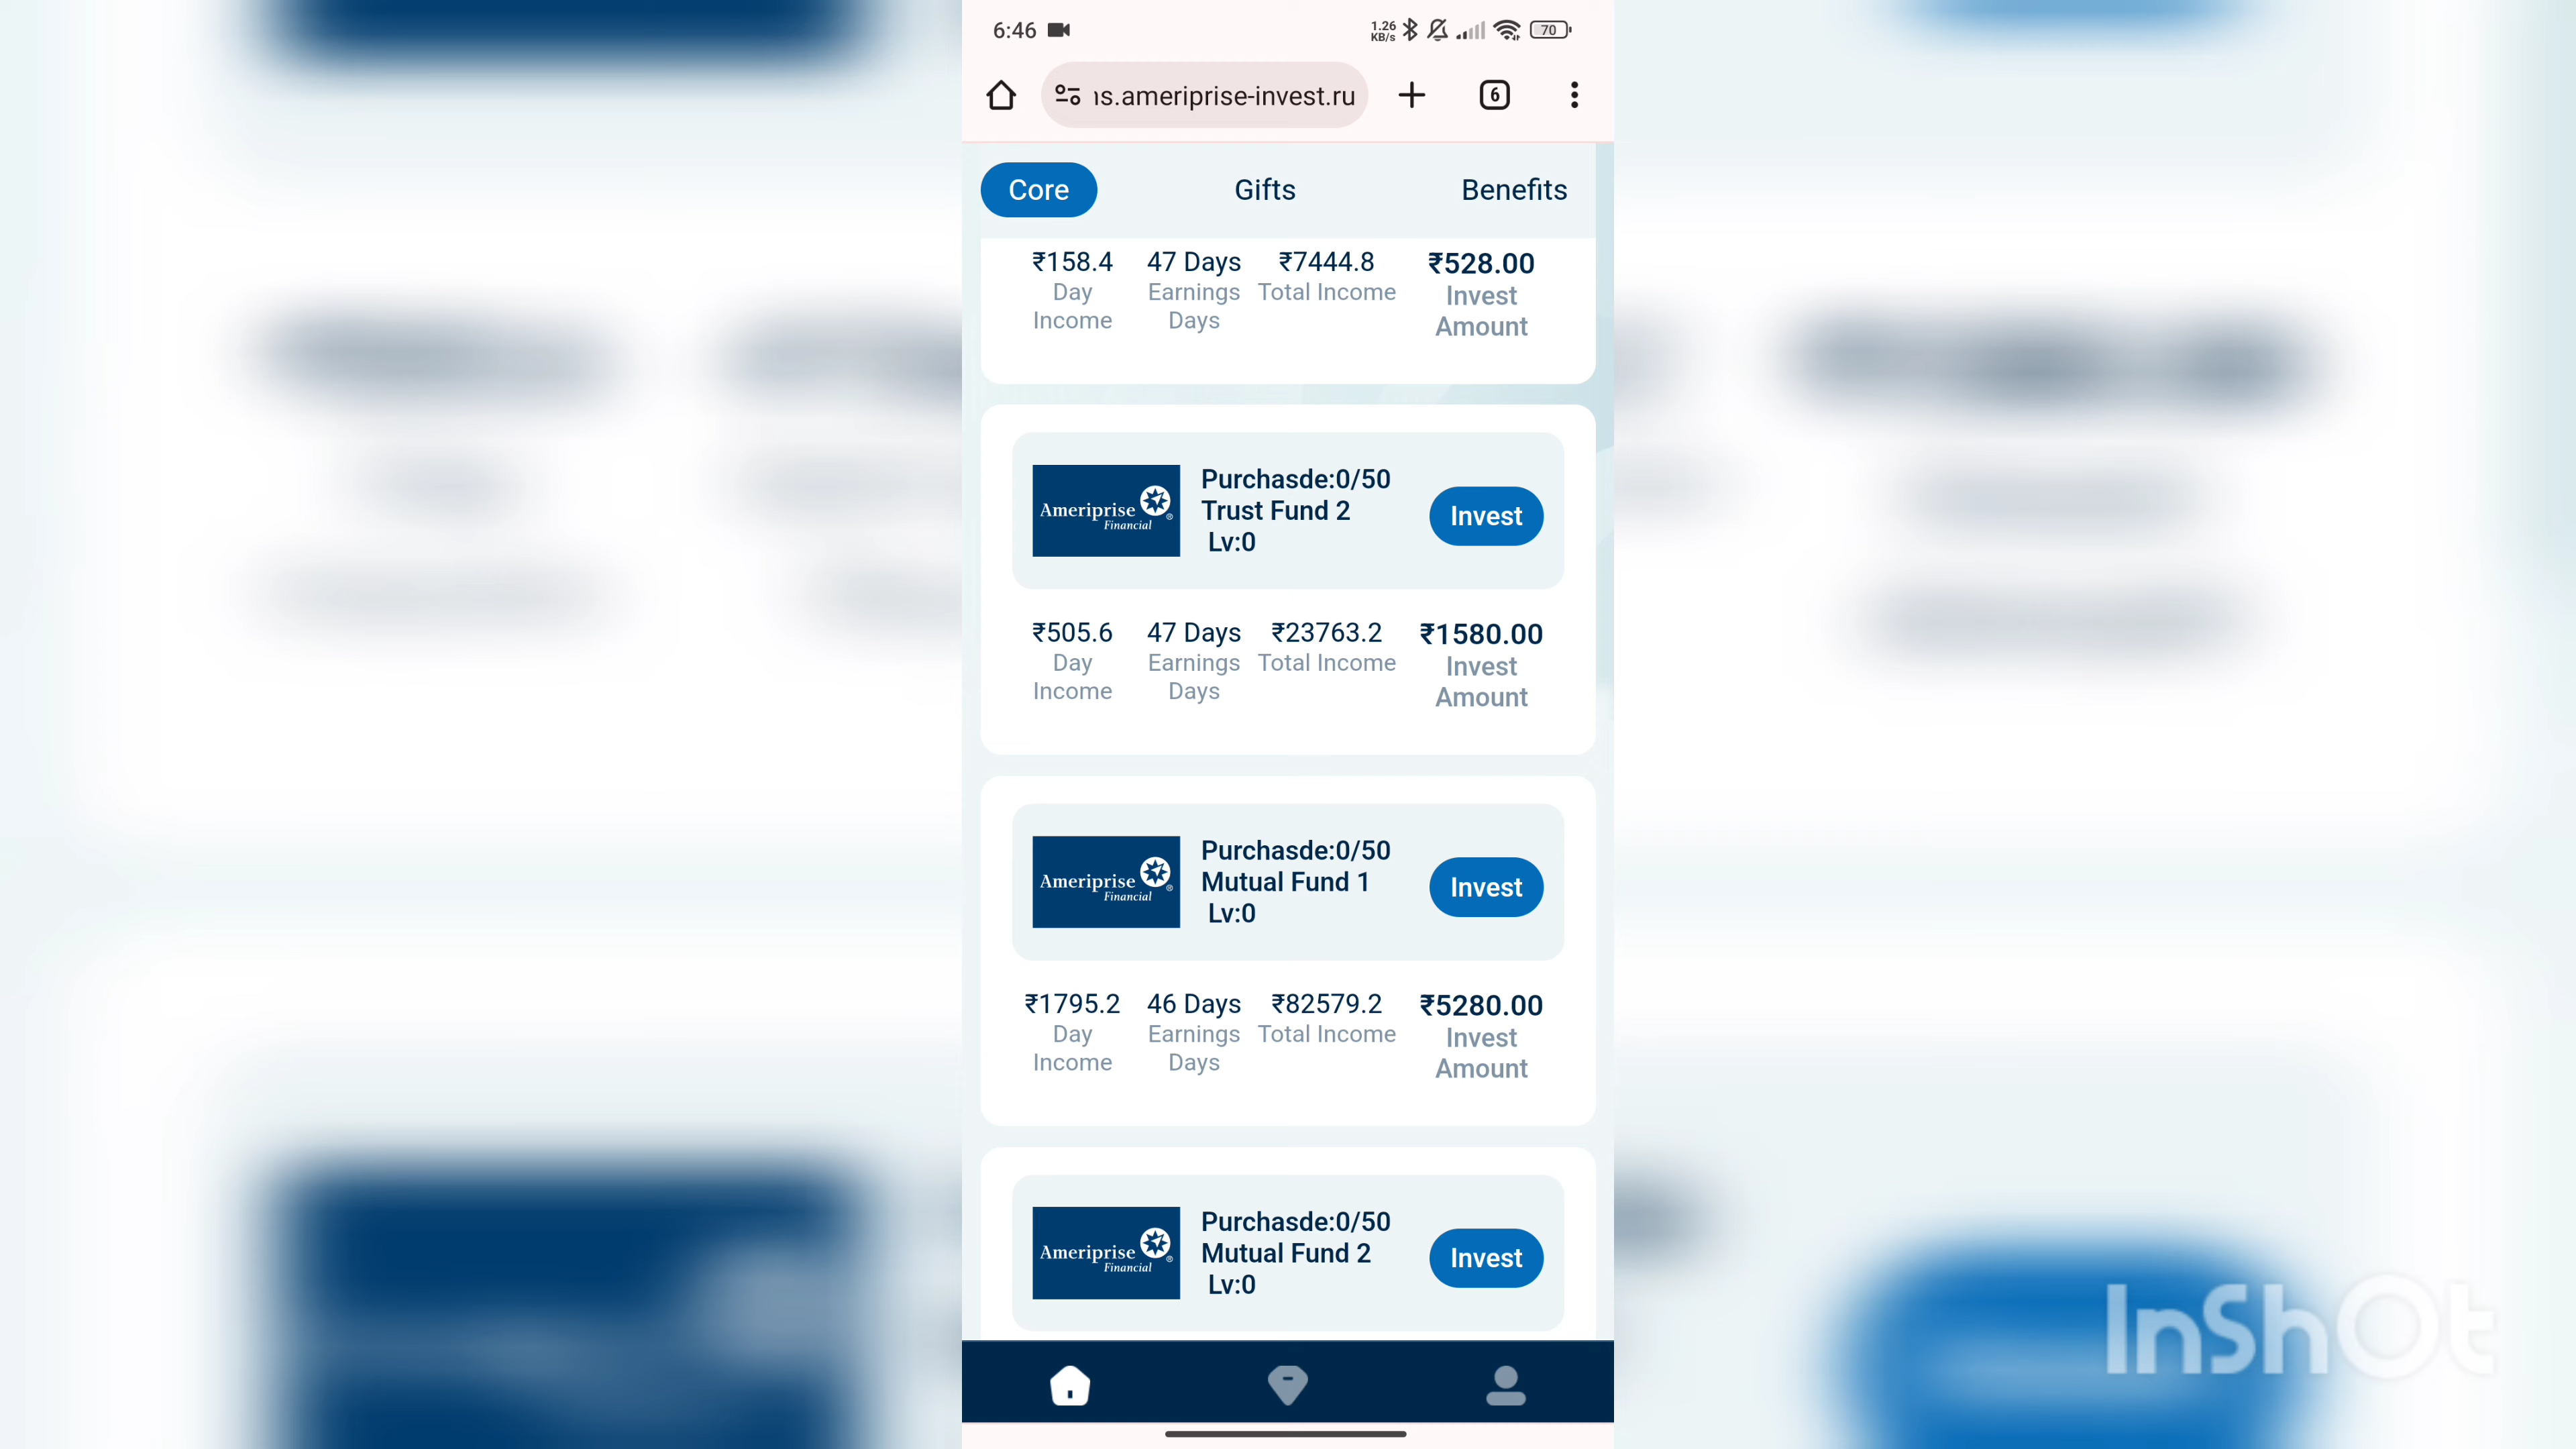 6:46
1.26
KB/s
70
ıs.ameriprise-invest.ru
6
Core Gifts Benefits
₹158.4 47 Days ₹7444.8 ₹528.00
Day Earnings Total Income Invest
Income Days Amount
Purchasde:0/50
Ameriprise Trust Fund 2 Invest
Financial Lv:0
₹505.6 47 Days ₹23763.2 ₹1580.00
Day Earnings Total Income Invest
Income Days Amount
Purchasde:0/50
Ameriprise Mutual Fund 1 Invest
Financial Lv:0
₹1795.2 46 Days ₹82579.2 ₹5280.00
Day Earnings Total Income Invest
Income Days Amount
Purchasde:0/50
Ameriprise Mutual Fund 2 Invest
Financial Lv:0
InShOt